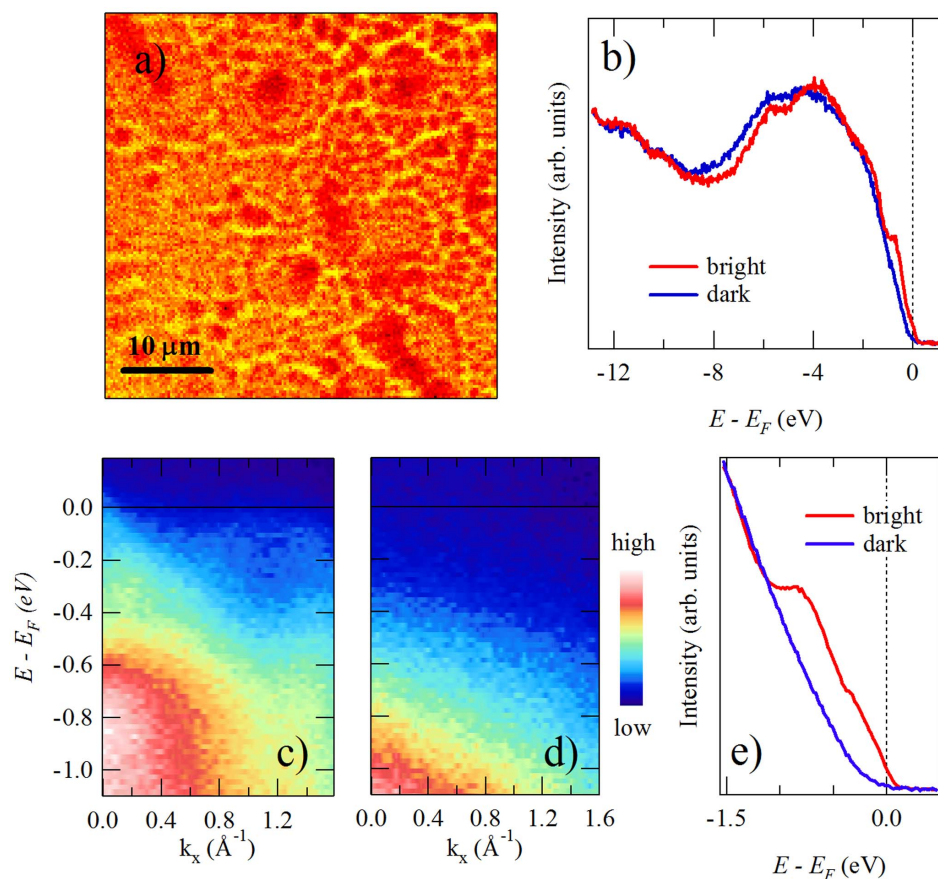 a)
10 μm
b)
Intensity (arb. units)
bright
dark
-12
-8
-4
0
E - E_F (eV)
E - E_F (eV)
0.0
-0.2
-0.4
-0.6
-0.8
-1.0
c)
0.0
0.4
0.8
1.2
k_x (Å⁻¹)
d)
0.0
0.4
0.8
1.2
1.6
k_x (Å⁻¹)
high
low
Intensity (arb. units)
bright
dark
e)
-1.5
0.0
E - E_F (eV)